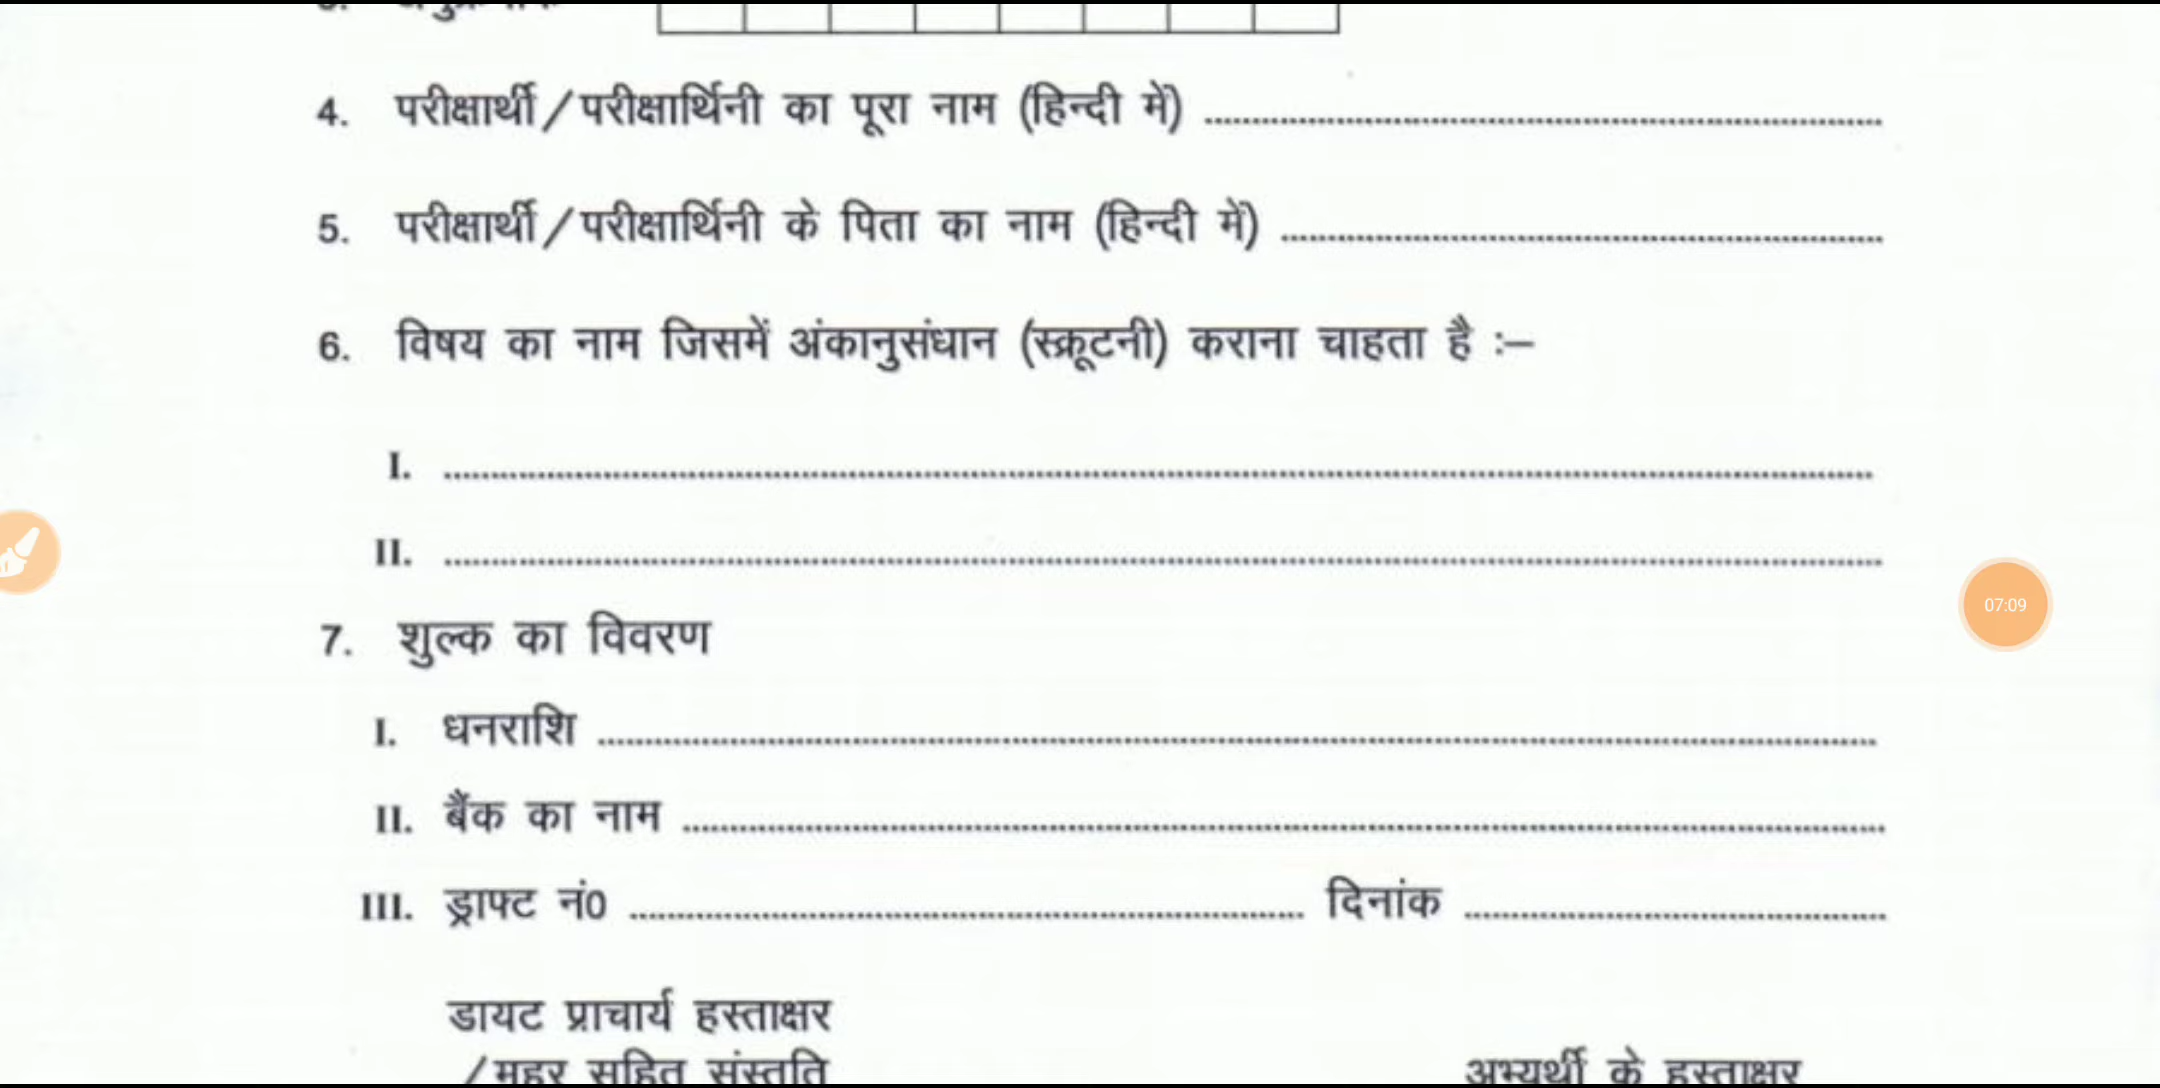 4. परीक्षार्थी/परीक्षार्थिनी का पूरा नाम (हिन्दी में) ........................................
5. परीक्षार्थी/परीक्षार्थिनी के पिता का नाम (हिन्दी में) ........................................
6. विषय का नाम जिसमें अंकानुसंधान (स्क्रूटनी) कराना चाहता है :–
I. ........................................
II. ........................................
07:09
7. शुल्क का विवरण
I. धनराशि ........................................
II. बैंक का नाम ........................................
III. ड्राफ्ट नं0 ........................................ दिनांक ........................................
डायट प्राचार्य हस्ताक्षर
/मुहर सहित संस्तुति अभ्यर्थी के हस्ताक्षर